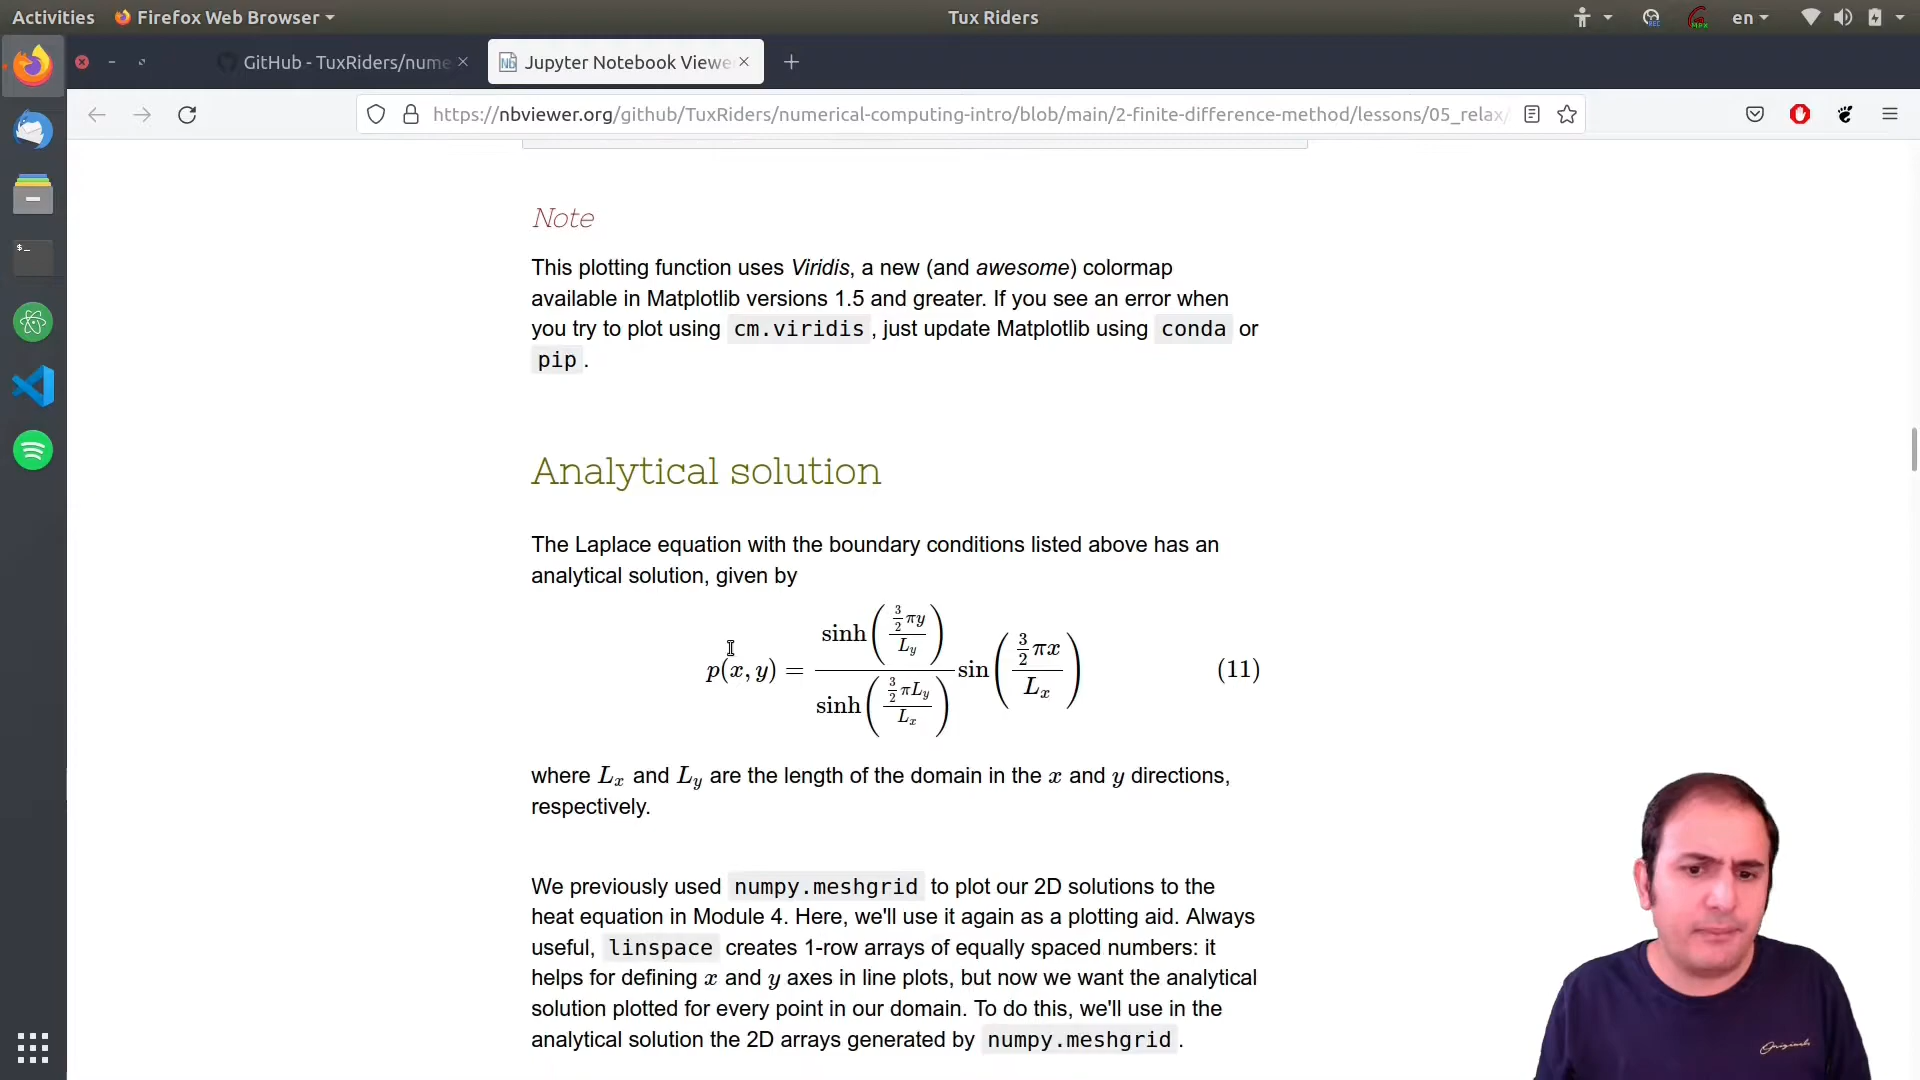 Activities Firefox Web Browser Tux Riders en
GitHub - TuxRiders/nume Jupyter Notebook Viewe
https://nbviewer.org/github/TuxRiders/numerical-computing-intro/blob/main/2-finite-difference-method/lessons/05_relax/
Note
This plotting function uses Viridis, a new (and awesome) colormap
available in Matplotlib versions 1.5 and greater. If you see an error when
you try to plot using cm.viridis, just update Matplotlib using conda or
pip.
Analytical solution
The Laplace equation with the boundary conditions listed above has an
analytical solution, given by
p(x, y) = sinh( (3/2 πy) / L_y ) / sinh( (3/2 πL_y) / L_x ) sin( (3/2 πx) / L_x ) (11)
where L_x and L_y are the length of the domain in the x and y directions,
respectively.
We previously used numpy.meshgrid to plot our 2D solutions to the
heat equation in Module 4. Here, we'll use it again as a plotting aid. Always
useful, linspace creates 1-row arrays of equally spaced numbers: it
helps for defining x and y axes in line plots, but now we want the analytical
solution plotted for every point in our domain. To do this, we'll use in the
analytical solution the 2D arrays generated by numpy.meshgrid.